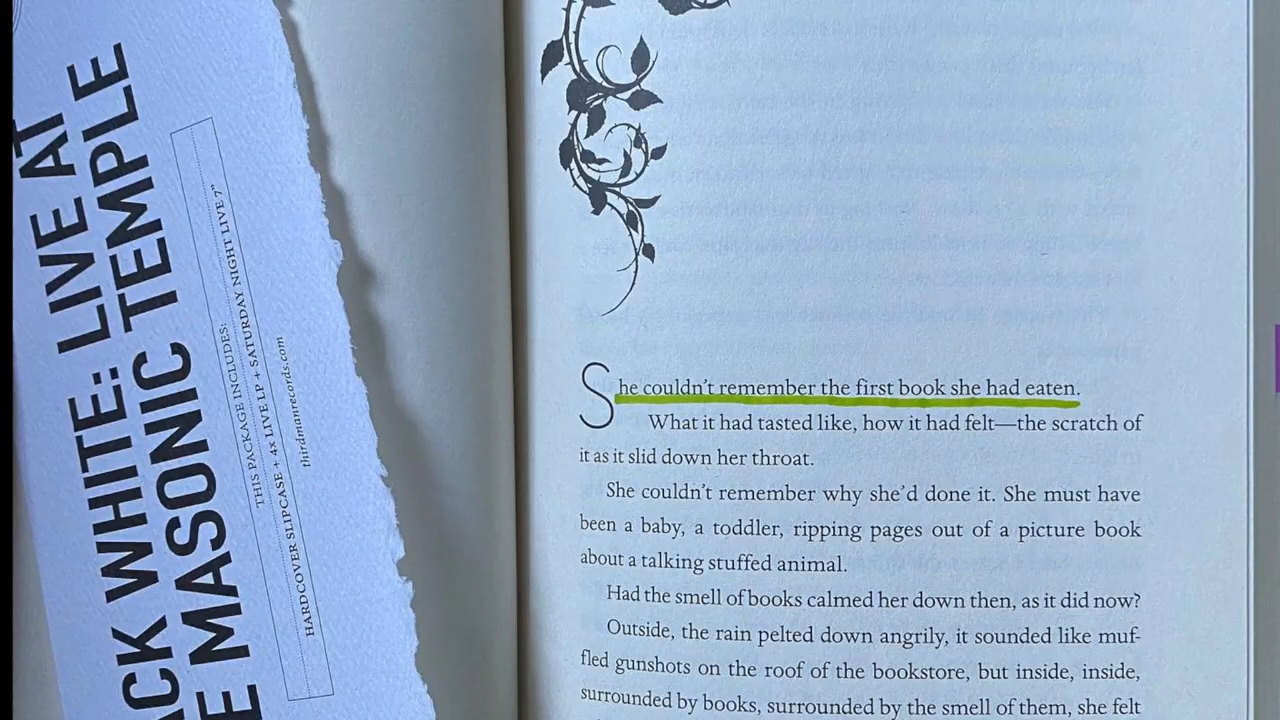 ACK WHITE: LIVE AT
E MASONIC TEMPLE
THIS PACKAGE INCLUDES:
HARDCOVER SLIPCASE + 4x LIVE LP + SATURDAY NIGHT LIVE 7"
thirdmanrecords.com
She couldn't remember the first book she had eaten.
What it had tasted like, how it had felt—the scratch of
it as it slid down her throat.
She couldn't remember why she'd done it. She must have
been a baby, a toddler, ripping pages out of a picture book
about a talking stuffed animal.
Had the smell of books calmed her down then, as it did now?
Outside, the rain pelted down angrily, it sounded like muf-
fled gunshots on the roof of the bookstore, but inside, inside,
surrounded by books, surrounded by the smell of them, she felt